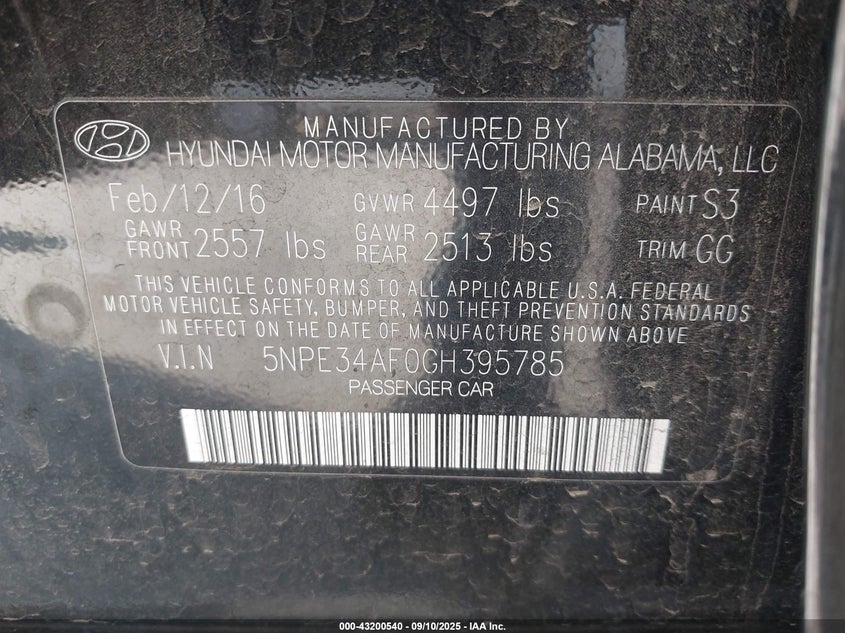 MANUFACTURED BY
HYUNDAI MOTOR MANUFACTURING ALABAMA, LLC
Feb/12/16 GVWR 4497 lbs PAINT S3
GAWR FRONT 2557 lbs GAWR REAR 2513 lbs TRIM GG
THIS VEHICLE CONFORMS TO ALL APPLICABLE U.S.A. FEDERAL
MOTOR VEHICLE SAFETY, BUMPER, AND THEFT PREVENTION STANDARDS
IN EFFECT ON THE DATE OF MANUFACTURE SHOWN ABOVE
V.I.N 5NPE34AF0GH395785
PASSENGER CAR
000-43200540 - 09/10/2025 - IAA Inc.